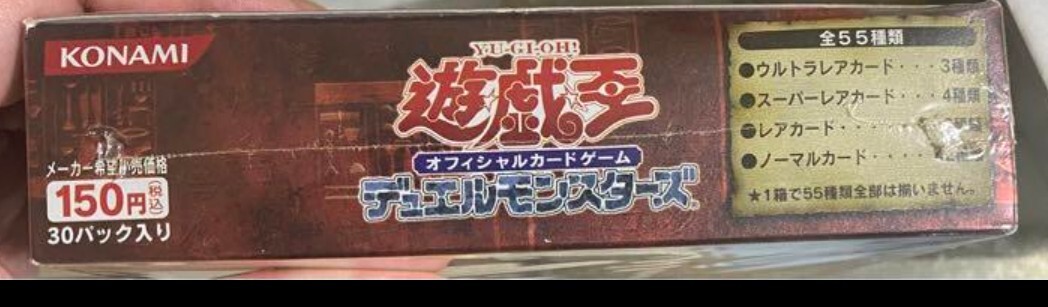 KONAMI
メーカー希望小売価格
150円(税込)
30パック入り
YU-GI-OH!
遊戯王
オフィシャルカードゲーム
デュエルモンスターズ
全55種類
●ウルトラレアカード・・・3種類
●スーパーレアカード・・・4種類
●レアカード・・・・
●ノーマルカード・・・・
★1箱で55種類全部は揃いません。